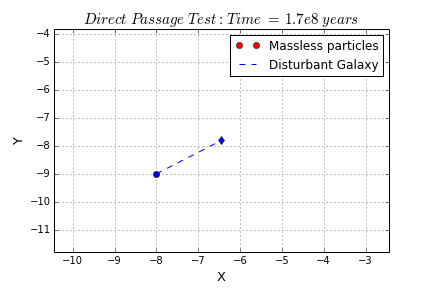 Direct Passage Test : Time = 1.7e8 years
Massless particles
Disturbant Galaxy
−4
−5
−6
−7
−8
−9
−10
−11
Y
−10 −9 −8 −7 −6 −5 −4 −3
X